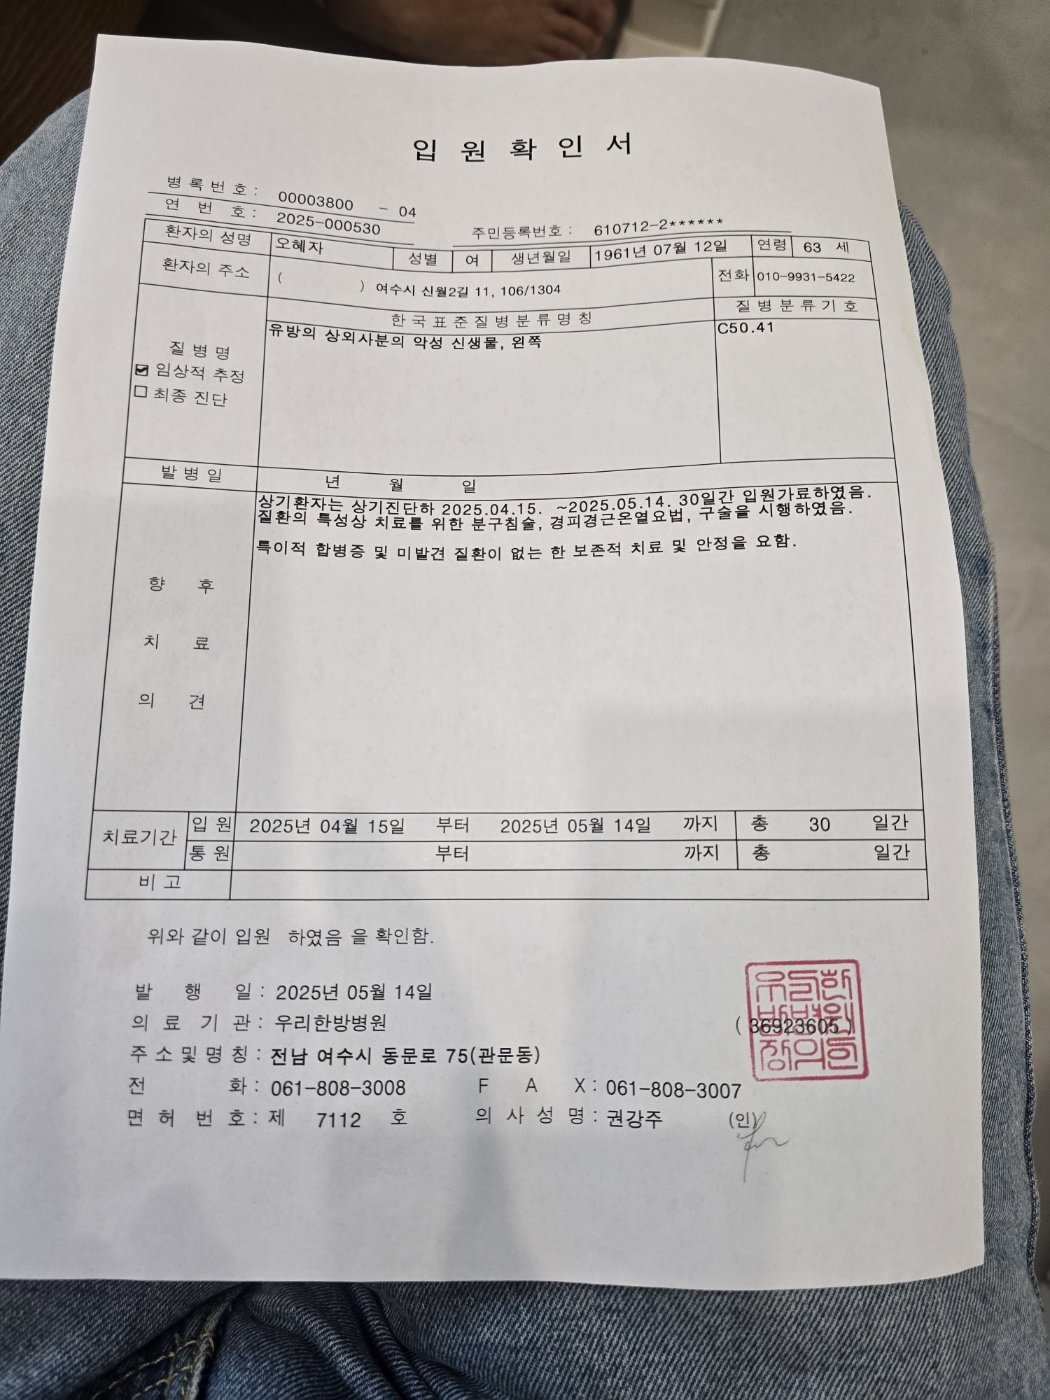 입 원 확 인 서
병 록 번 호 : 00003800 - 04
연 번 호 : 2025-000530
주민등록번호 : 610712-2******
환자의 성명 오혜자 성별 여 생년월일 1961년 07월 12일 연령 63 세
환자의 주소 ( ) 여수시 신월2길 11, 106/1304 전화 010-9931-5422
한국표준질병분류명칭 질병분류기호
유방의 상외사분의 악성 신생물, 왼쪽 C50.41
질 병 명
☑ 임상적 추정
☐ 최종 진단
발 병 일 년 월 일
상기환자는 상기진단하 2025.04.15. ~2025.05.14. 30일간 입원가료하였음.
질환의 특성상 치료를 위한 분구침술, 경피경근온열요법, 구술을 시행하였음.
특이적 합병증 및 미발견 질환이 없는 한 보존적 치료 및 안정을 요함.
향 후
치 료
의 견
치료기간 입 원 2025년 04월 15일 부터 2025년 05월 14일 까지 총 30 일간
통 원 부터 까지 총 일간
비 고
위와 같이 입원 하였음 을 확인함.
발 행 일 : 2025년 05월 14일
의 료 기 관 : 우리한방병원 ( 36923605 )
주 소 및 명 칭 : 전남 여수시 동문로 75(관문동)
전 화 : 061-808-3008 F A X : 061-808-3007
면 허 번 호 : 제 7112 호 의 사 성 명 : 권강주 (인)